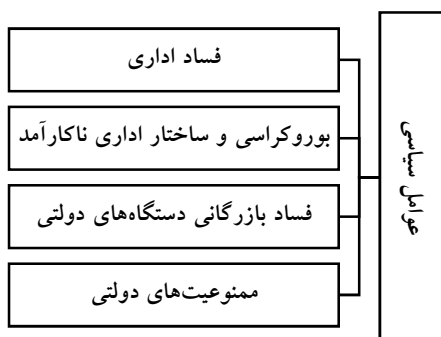 عوامل سیاسی
فساد اداری
بوروکراسی و ساختار اداری ناکارآمد
فساد بازرگانی دستگاه‌های دولتی
ممنوعیت‌های دولتی